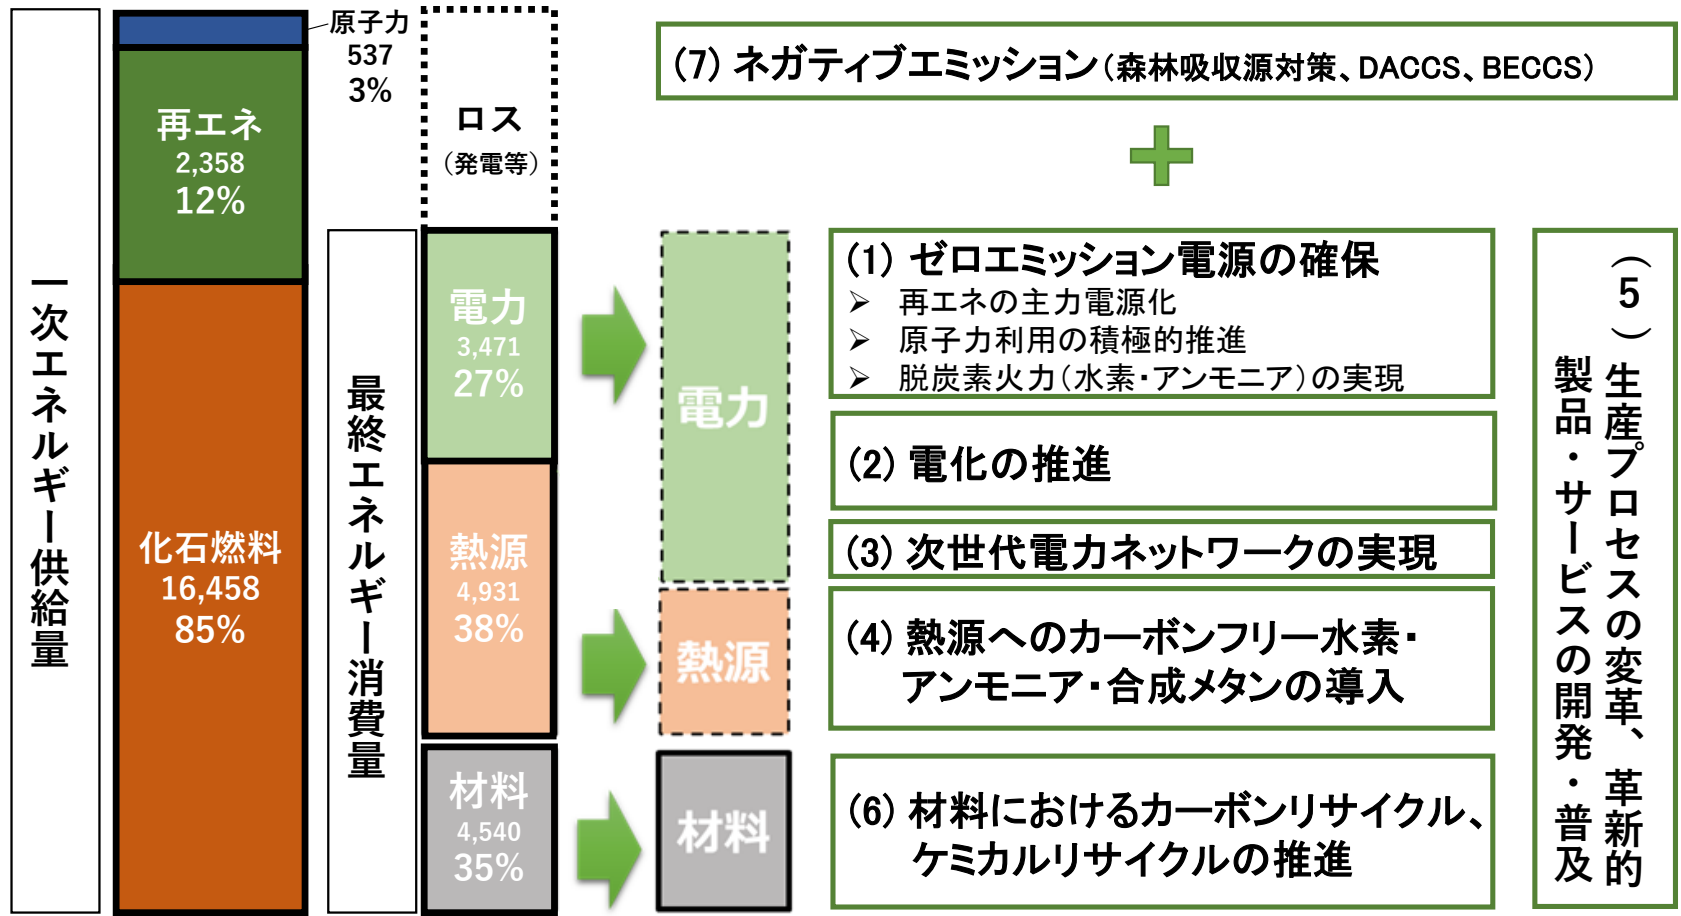 一次エネルギー供給量
原子力
537
3%
再エネ
2,358
12%
化石燃料
16,458
85%
最終エネルギー消費量
ロス
（発電等）
電力
3,471
27%
熱源
4,931
38%
材料
4,540
35%
電力
熱源
材料
(7) ネガティブエミッション（森林吸収源対策、DACCS、BECCS）
(1) ゼロエミッション電源の確保
➢ 再エネの主力電源化
➢ 原子力利用の積極的推進
➢ 脱炭素火力（水素・アンモニア）の実現
(2) 電化の推進
(3) 次世代電力ネットワークの実現
(4) 熱源へのカーボンフリー水素・
アンモニア・合成メタンの導入
(6) 材料におけるカーボンリサイクル、
ケミカルリサイクルの推進
（5）生産プロセスの変革、革新的
製品・サービスの開発・普及